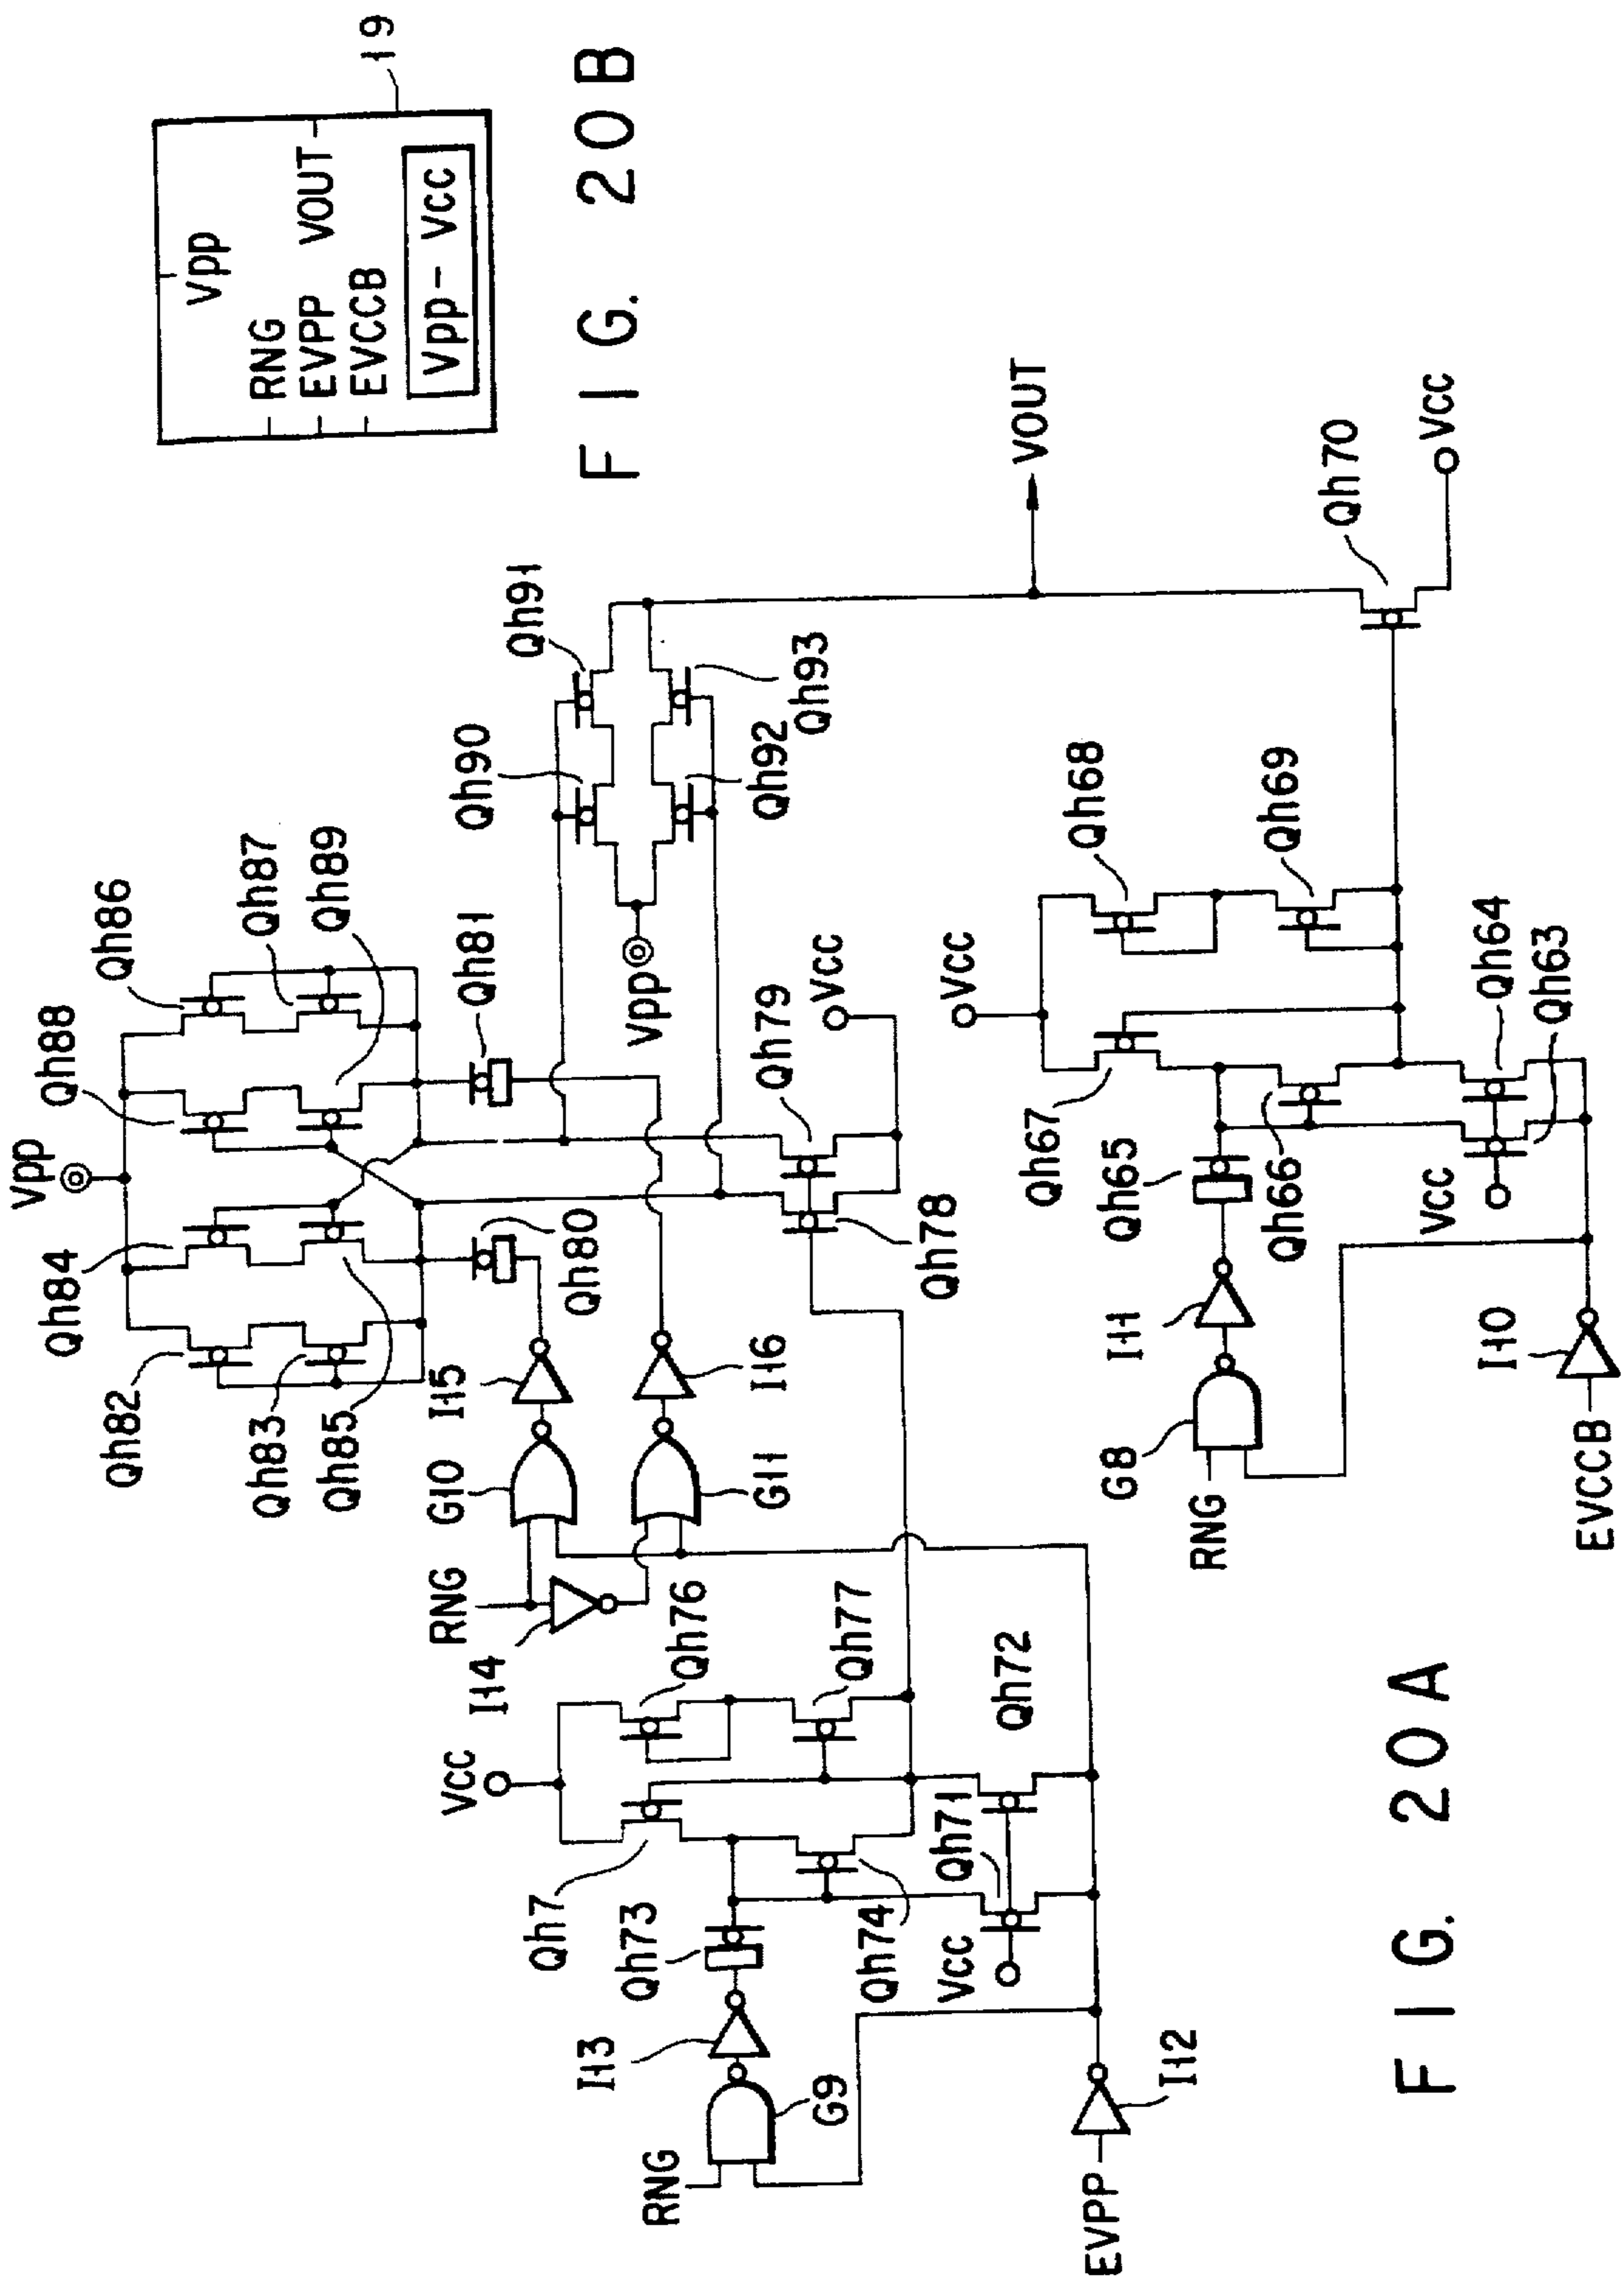 Vpp
RNG
EVPP VOUT
EVCCB
Vpp- Vcc
19
FIG. 20B
Vpp
Qh84
Qh82
Qh83
Qh85
Qh88
Qh86
Qh87
Qh89
Qh81
Qh80
I15
G10
I16
G11
RNG
I14
Qh90
Qh91
Qh92
Qh93
Vpp
VOUT
Qh79
VCC
Qh78
VCC
Qh7
Qh76
Qh77
Qh73
Qh74
Qh71
Qh72
VCC
I13
G9
RNG
EVPP
I12
VCC
Qh67
Qh68
Qh69
Qh65
Qh66
Qh64
Qh63
VCC
I11
G8
RNG
I10
EVCCB
Qh70
VCC
FIG. 20A